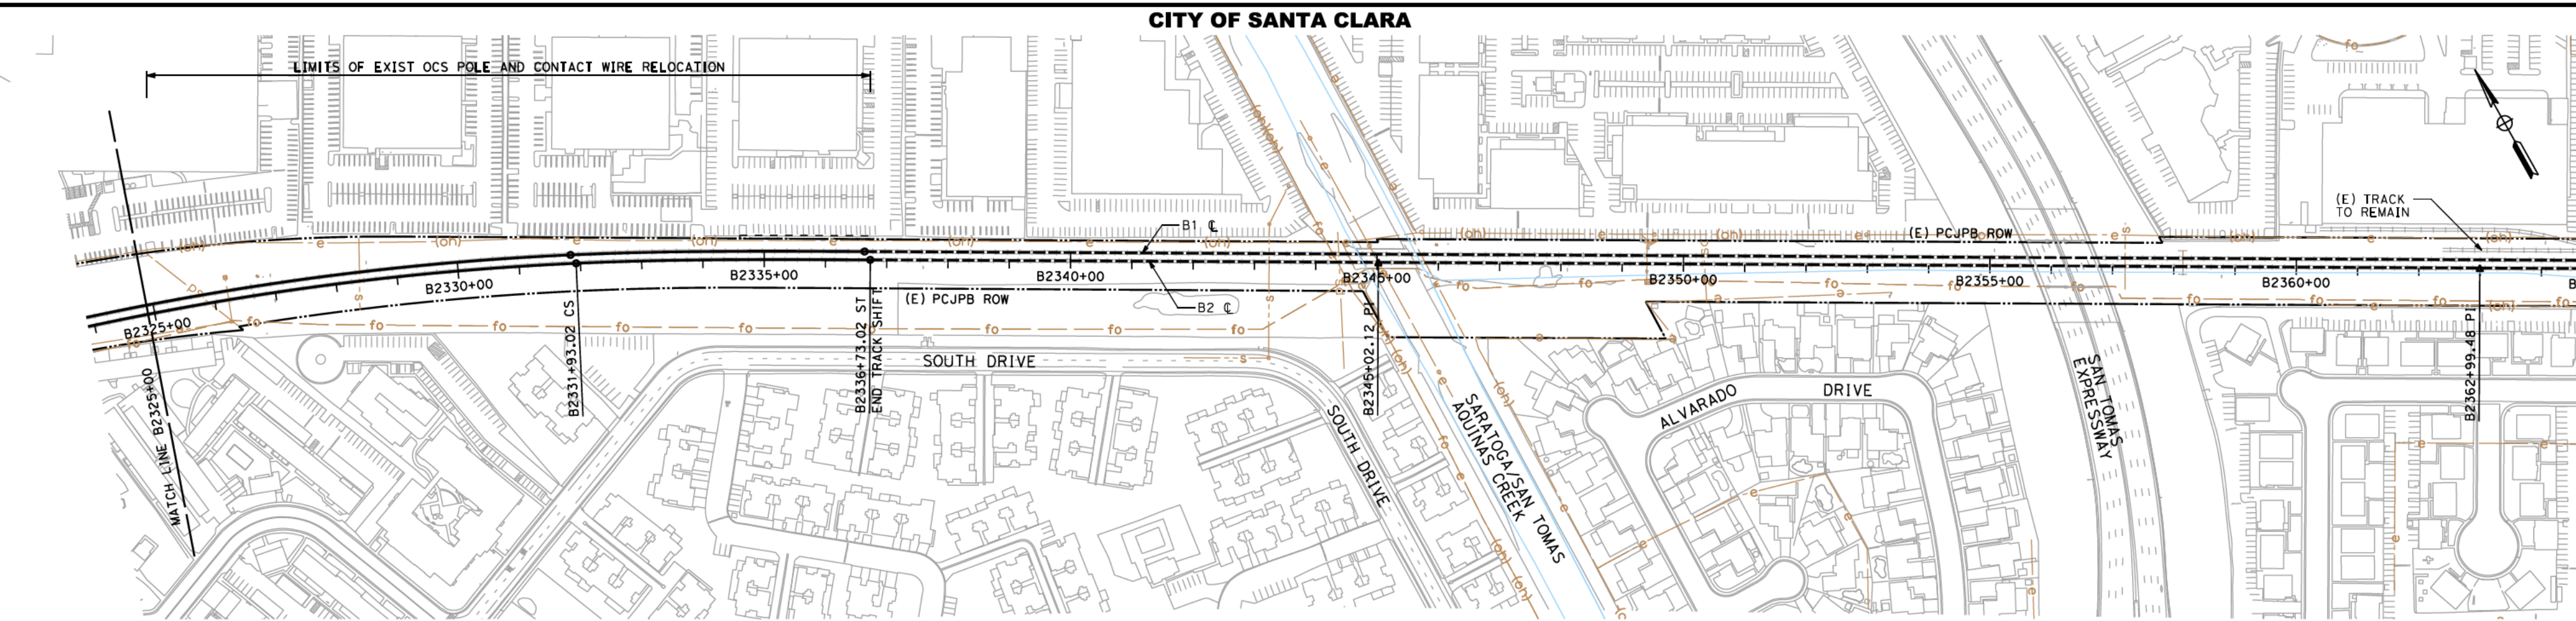 CITY OF SANTA CLARA
LIMITS OF EXIST OCS POLE AND CONTACT WIRE RELOCATION
(E) TRACK
TO REMAIN
B1 ℄
(E) PCJPB ROW
B2325+00
B2330+00
B2335+00
B2340+00
B2345+00
B2350+00
B2355+00
B2360+00
(E) PCJPB ROW
B2 ℄
MATCH LINE B2325+00
B2331+93.02 CS
B2336+73.02 ST
END TRACK SHIFT
B2345+02.12 PI
B2362+99.48 PI
SOUTH DRIVE
SOUTH DRIVE
SARATOGA/SAN TOMAS
AQUINAS CREEK
ALVARADO DRIVE
SAN TOMAS
EXPRESSWAY